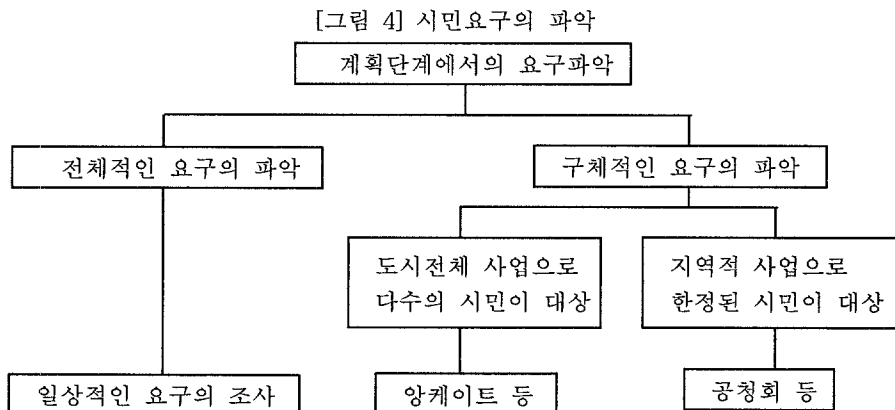 [그림 4] 시민요구의 파악
계획단계에서의 요구파악
전체적인 요구의 파악
구체적인 요구의 파악
도시전체 사업으로
다수의 시민이 대상
지역적 사업으로
한정된 시민이 대상
일상적인 요구의 조사
앙케이트 등
공청회 등